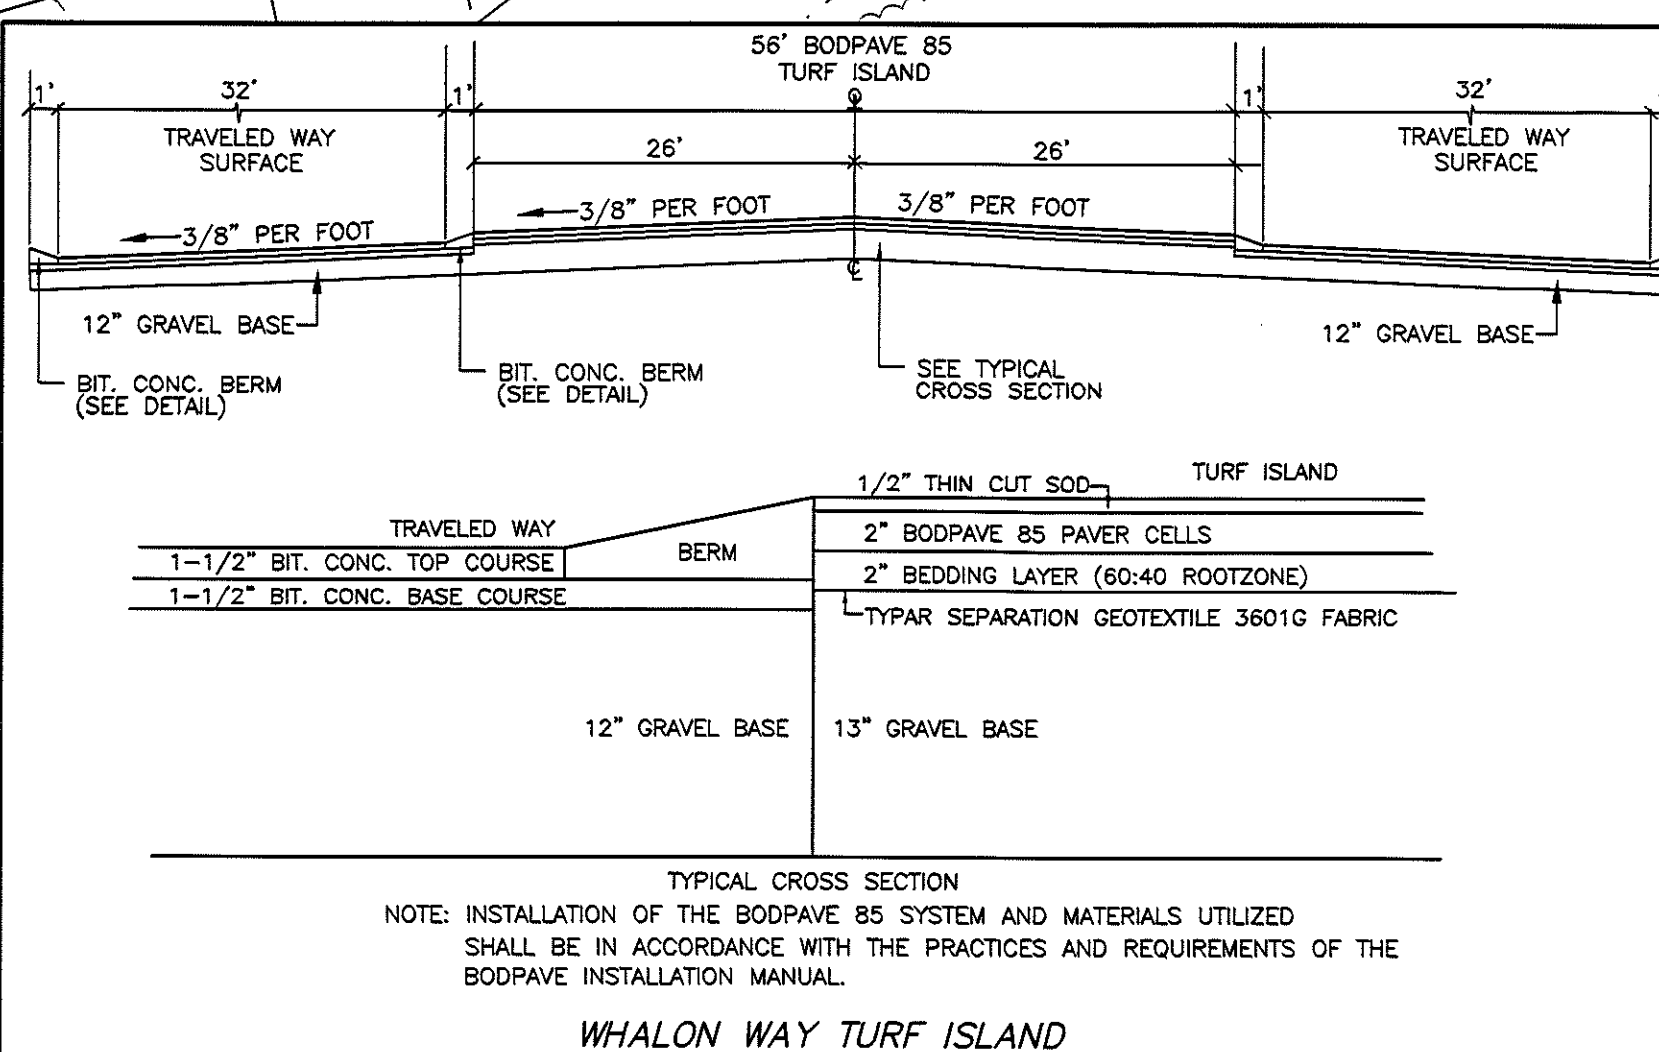 56' BODPAVE 85
TURF ISLAND
1'
32'
1'
1'
32'
TRAVELED WAY
SURFACE
26'
26'
TRAVELED WAY
SURFACE
3/8" PER FOOT
3/8" PER FOOT
3/8" PER FOOT
12" GRAVEL BASE
12" GRAVEL BASE
BIT. CONC. BERM
(SEE DETAIL)
BIT. CONC. BERM
(SEE DETAIL)
SEE TYPICAL
CROSS SECTION
1/2" THIN CUT SOD
TURF ISLAND
TRAVELED WAY
2" BODPAVE 85 PAVER CELLS
1-1/2" BIT. CONC. TOP COURSE
BERM
2" BEDDING LAYER (60:40 ROOTZONE)
1-1/2" BIT. CONC. BASE COURSE
TYPAR SEPARATION GEOTEXTILE 3601G FABRIC
12" GRAVEL BASE
13" GRAVEL BASE
TYPICAL CROSS SECTION
NOTE: INSTALLATION OF THE BODPAVE 85 SYSTEM AND MATERIALS UTILIZED
SHALL BE IN ACCORDANCE WITH THE PRACTICES AND REQUIREMENTS OF THE
BODPAVE INSTALLATION MANUAL.
WHALON WAY TURF ISLAND